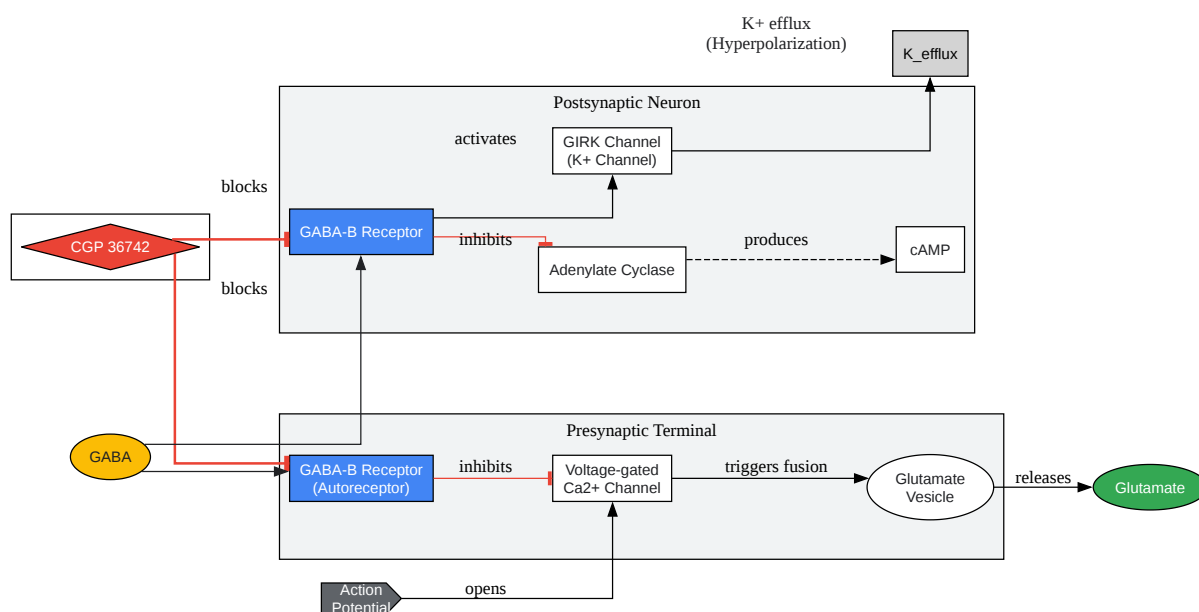 K+ efflux
(Hyperpolarization)
K_efflux
Postsynaptic Neuron
activates
GIRK Channel
(K+ Channel)
blocks
GABA-B Receptor
inhibits
Adenylate Cyclase
produces
cAMP
CGP 36742
blocks
Presynaptic Terminal
GABA
GABA-B Receptor
(Autoreceptor)
inhibits
Voltage-gated
Ca2+ Channel
triggers fusion
Glutamate
Vesicle
releases
Glutamate
Action
Potential
opens